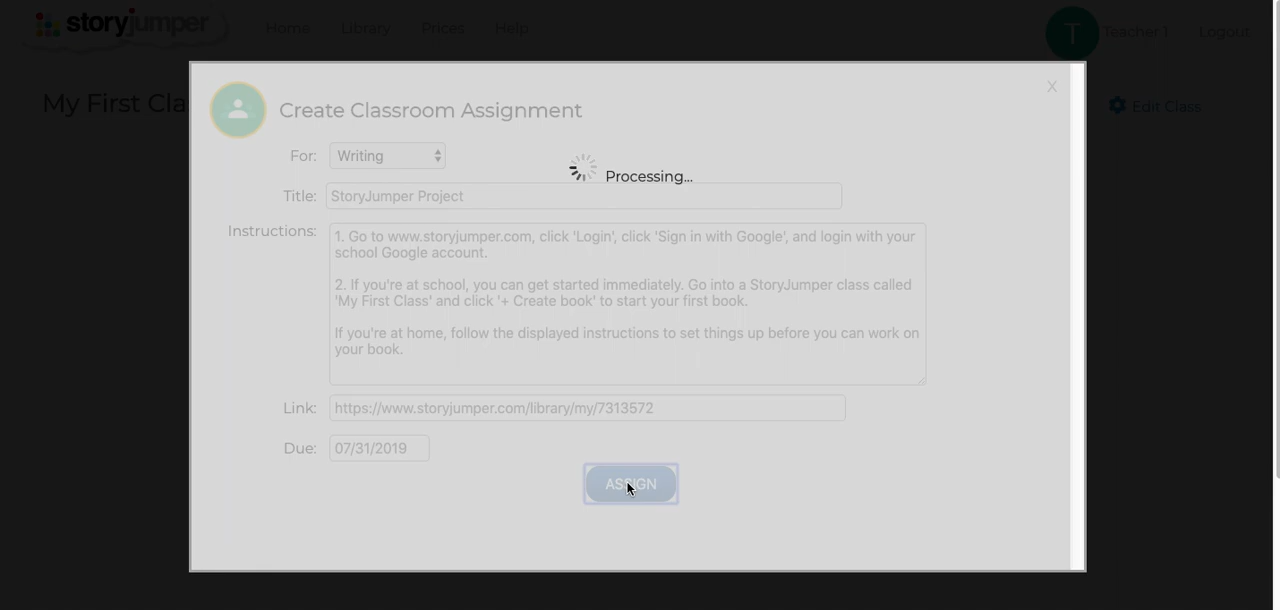 storyjumper
Home Library Prices Help
T Teacher 1 Logout
My First Cla
Edit Class
X
Create Classroom Assignment
For: Writing
Processing...
Title: StoryJumper Project
Instructions: 1. Go to www.storyjumper.com, click 'Login', click 'Sign in with Google', and login with your
school Google account.
2. If you're at school, you can get started immediately. Go into a StoryJumper class called
'My First Class' and click '+ Create book' to start your first book.
If you're at home, follow the displayed instructions to set things up before you can work on
your book.
Link: https://www.storyjumper.com/library/my/7313572
Due: 07/31/2019
ASSIGN